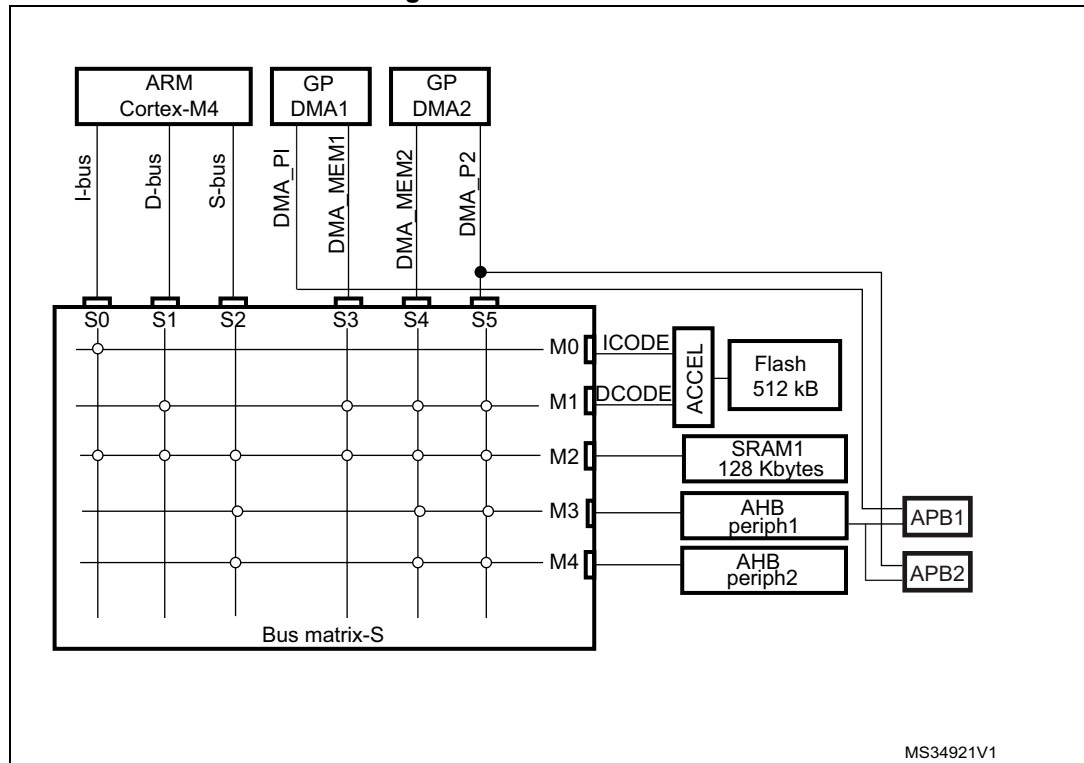 ARM
Cortex-M4
GP
DMA1
GP
DMA2
I-bus
D-bus
S-bus
DMA_PI
DMA_MEM1
DMA_MEM2
DMA_P2
S0 S1 S2 S3 S4 S5
M0
ICODE
M1
DCODE
ACCEL
Flash
512 kB
M2
SRAM1
128 Kbytes
M3
AHB
periph1
APB1
M4
AHB
periph2
APB2
Bus matrix-S
MS34921V1